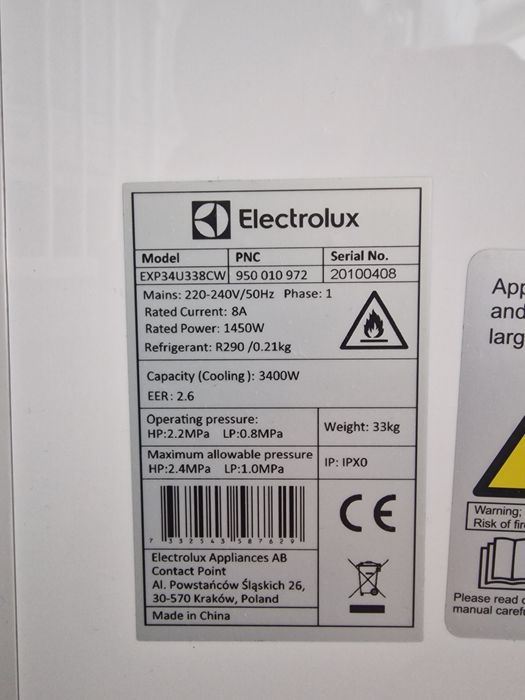 Electrolux
Model PNC Serial No.
EXP34U338CW 950 010 972 20100408
Mains: 220-240V/50Hz Phase: 1
Rated Current: 8A
Rated Power: 1450W
Refrigerant: R290 /0.21kg
Capacity (Cooling): 3400W
EER: 2.6
Operating pressure:
HP:2.2MPa LP:0.8MPa
Weight: 33kg
Maximum allowable pressure
HP:2.4MPa LP:1.0MPa
IP: IPX0
7 332543 587629
CE
Electrolux Appliances AB
Contact Point
Al. Powstańców Śląskich 26,
30-570 Kraków, Poland
Made in China
and
larg
Warning;
Risk of
Please read
manual